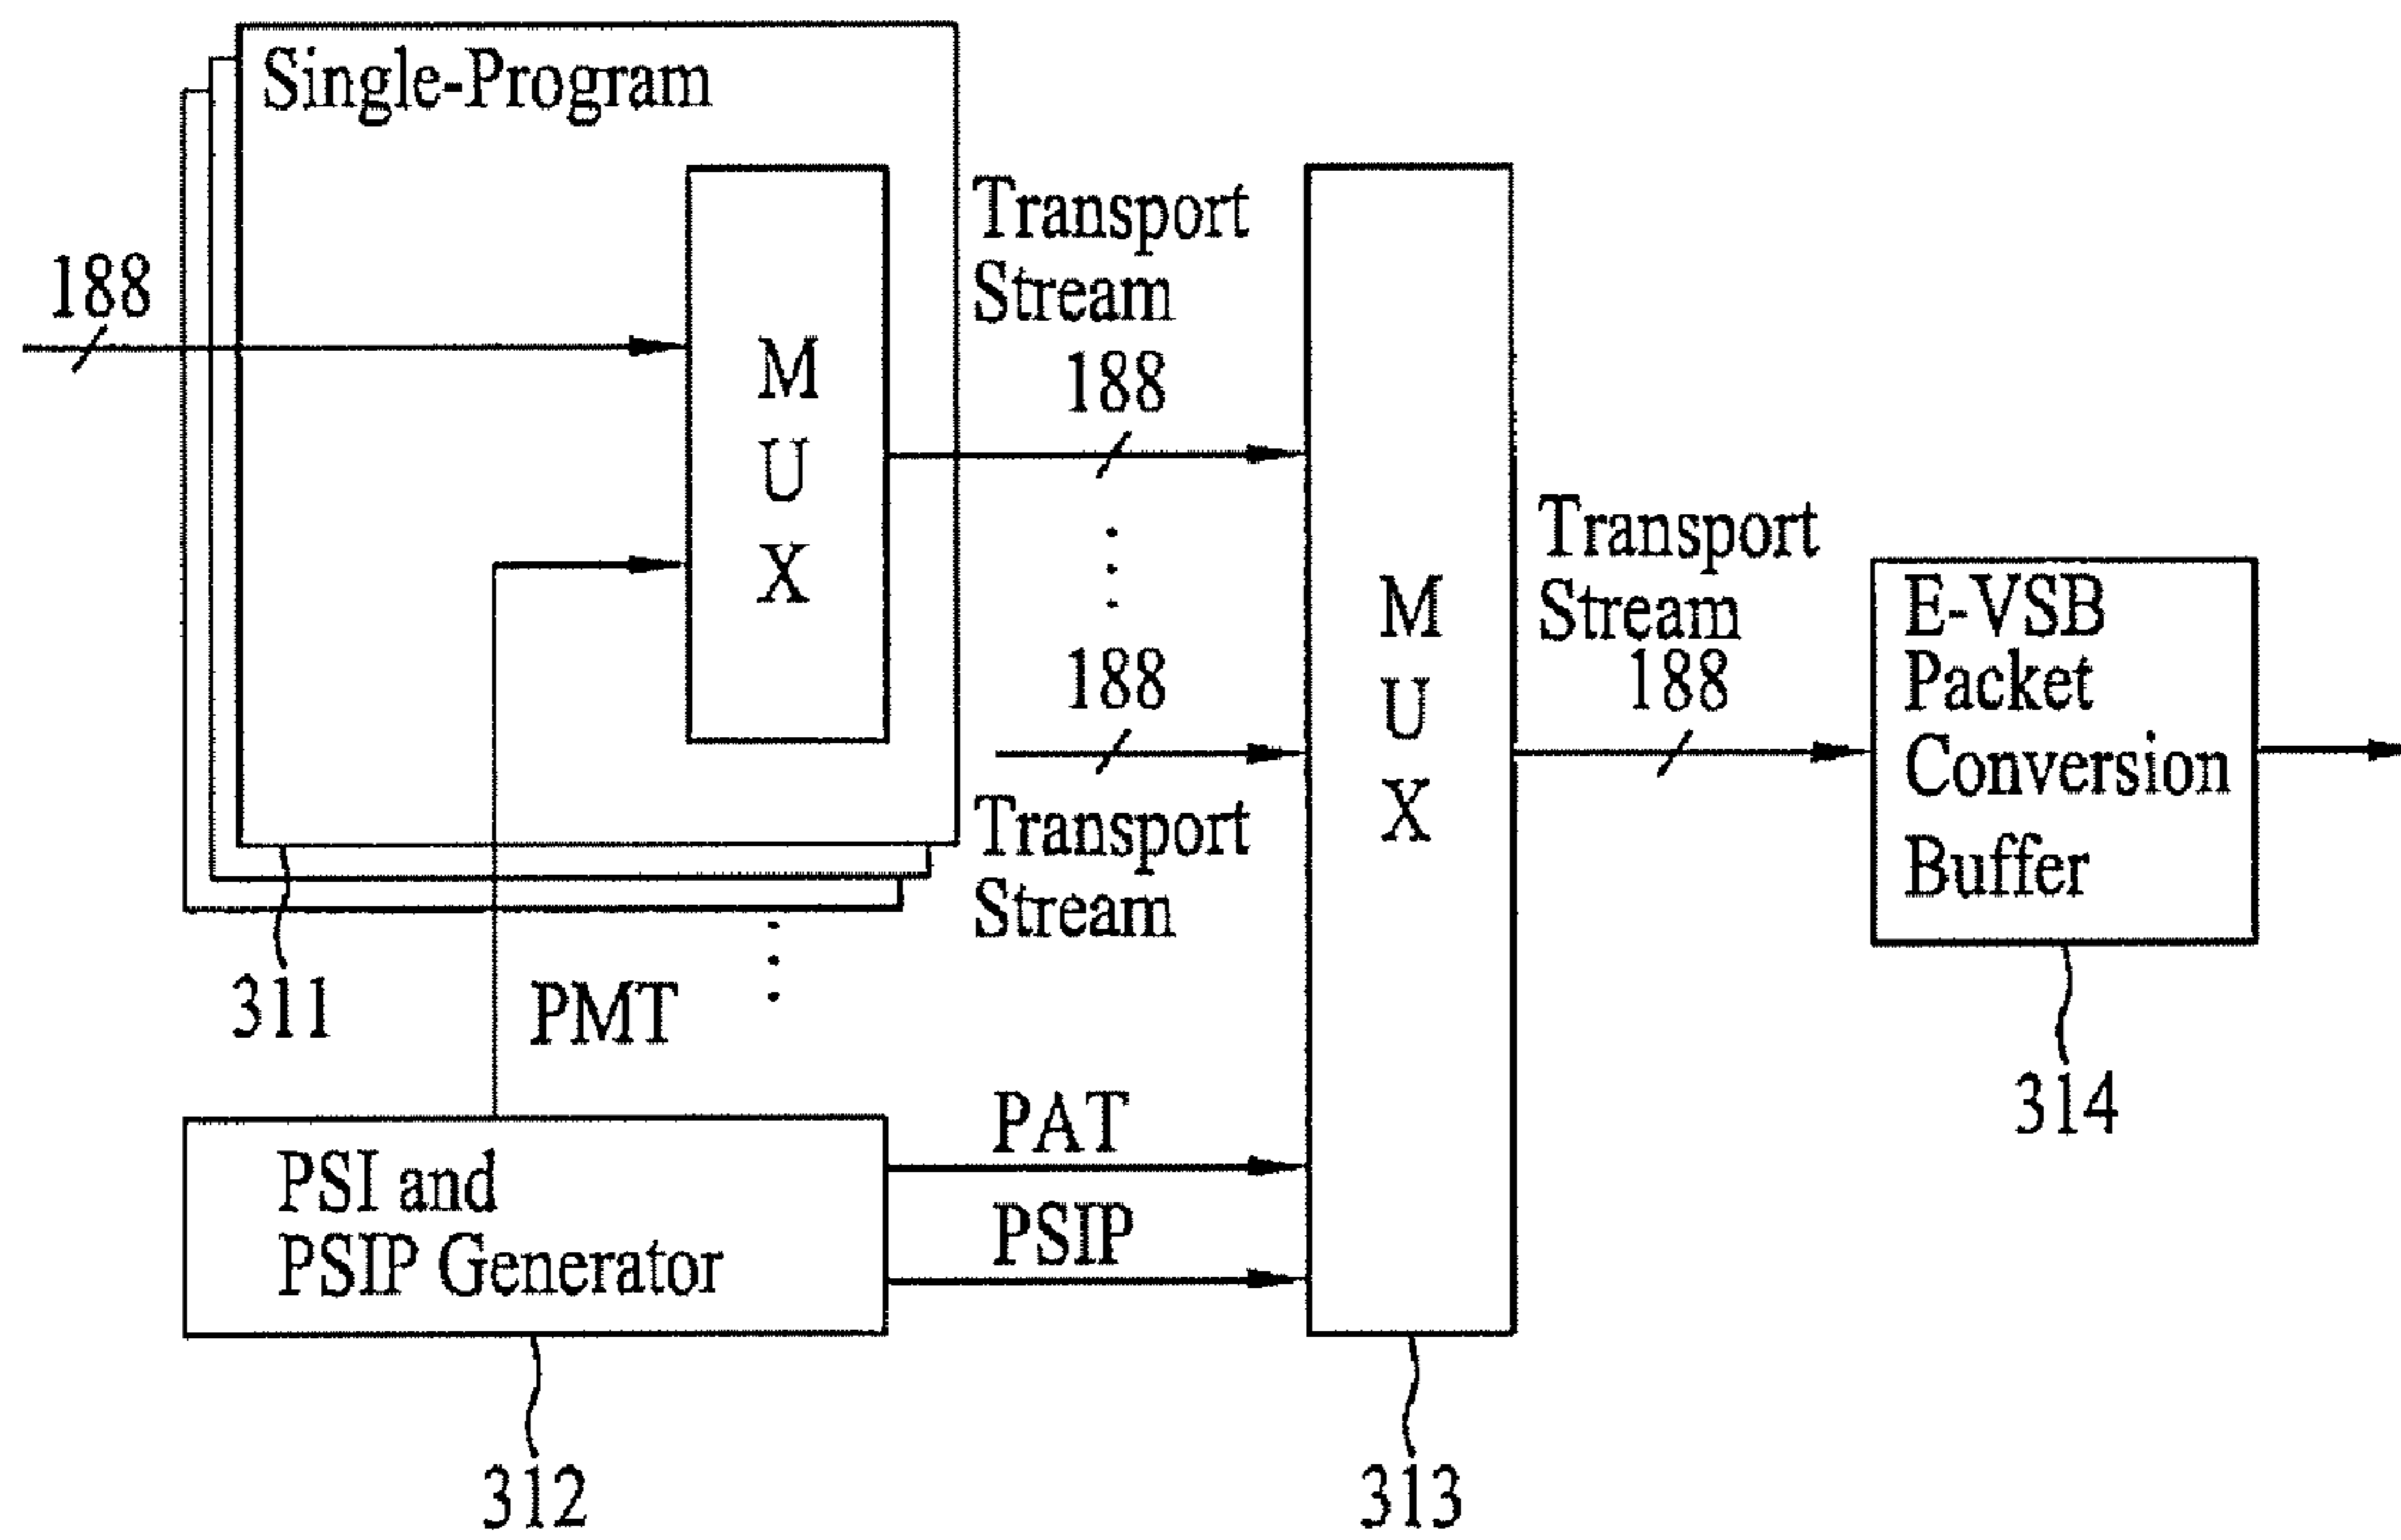 Single-Program
188
M
U
X
Transport
Stream
188
188
Transport
Stream
311
PMT
PSI and
PSIP Generator
312
PAT
PSIP
M
U
X
313
Transport
Stream
188
E-VSB
Packet
Conversion
Buffer
314